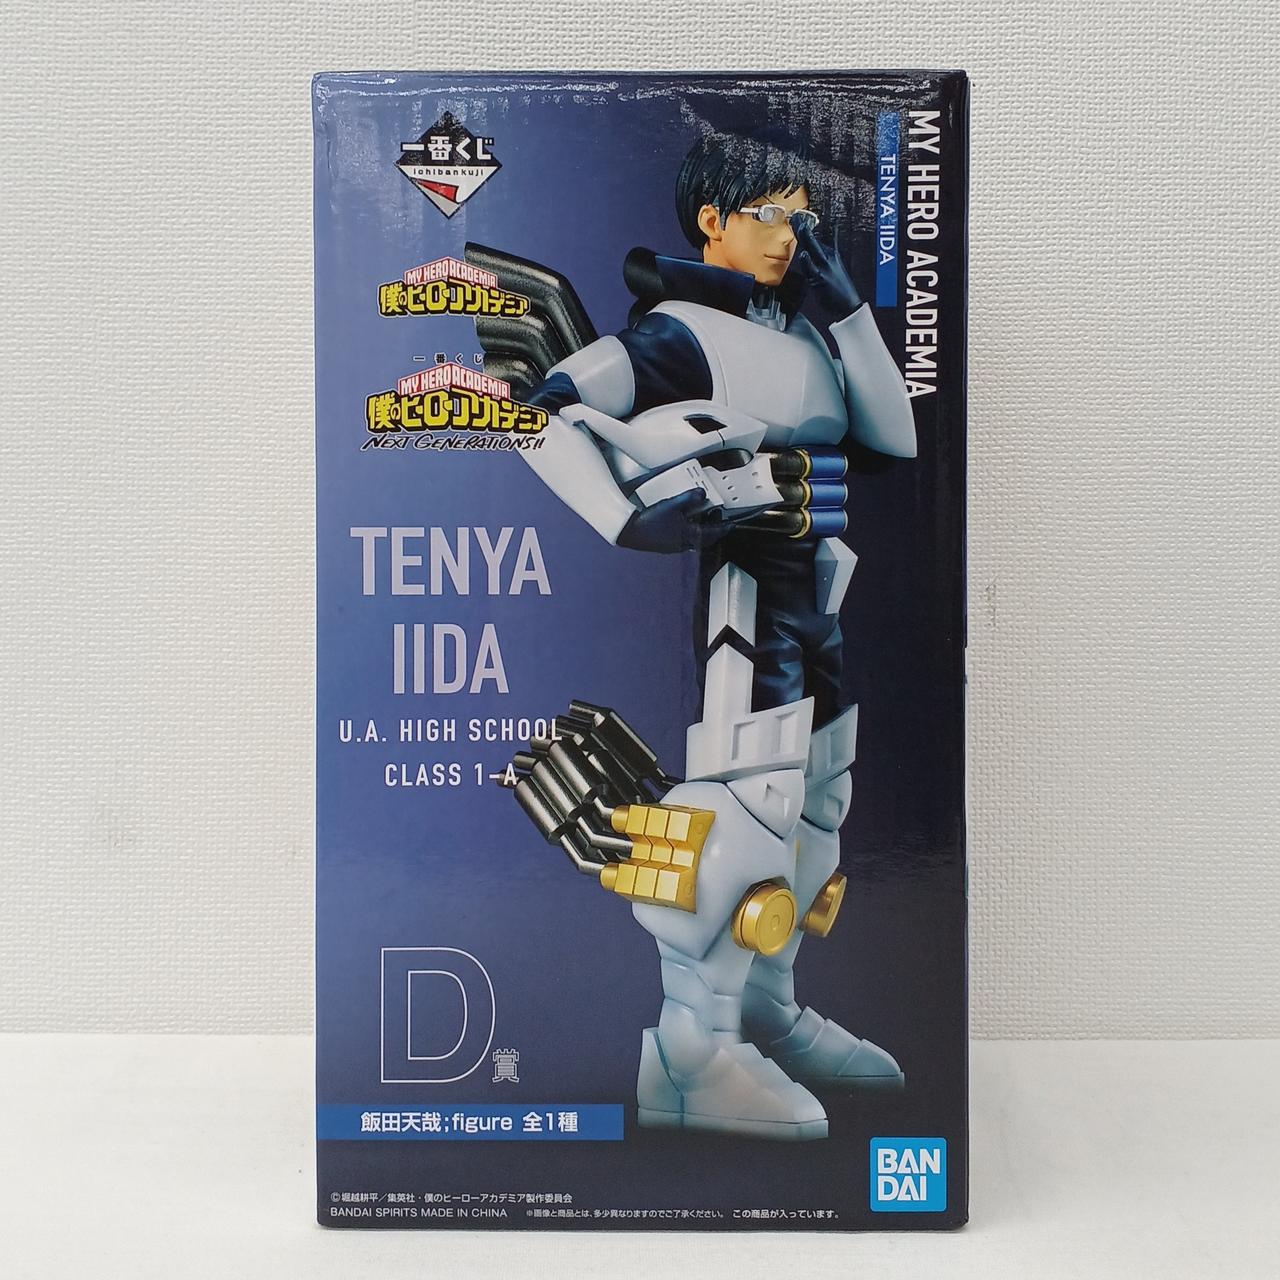 一番くじ
ichibankuji
MY HERO ACADEMIA
僕のヒーローアカデミア
一番くじ
MY HERO ACADEMIA
僕のヒーローアカデミア
NEXT GENERATIONS!!
TENYA
IIDA
U.A. HIGH SCHOOL
CLASS 1-A
D賞
飯田天哉;figure 全1種
©堀越耕平／集英社・僕のヒーローアカデミア製作委員会
BANDAI SPIRITS MADE IN CHINA ※画像と商品とは、多少異なりますのでご了承ください。 この商品が入っています。
MY HERO ACADEMIA
TENYA IIDA
BAN
DAI